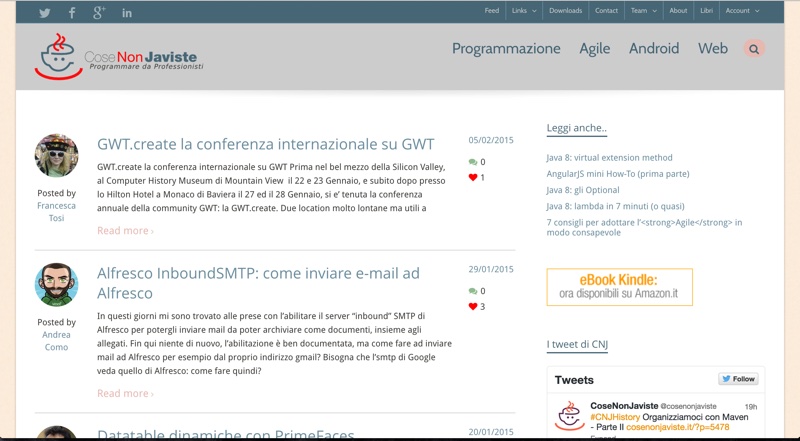 Feed Links Downloads Contact Team About Libri Account
CoseNonJaviste
Programmare da Professionisti
Programmazione Agile Android Web
GWT.create la conferenza internazionale su GWT
05/02/2015
GWT.create la conferenza internazionale su GWT Prima nel bel mezzo della Silicon Valley,
al Computer History Museum di Mountain View il 22 e 23 Gennaio, e subito dopo presso
lo Hilton Hotel a Monaco di Baviera il 27 ed il 28 Gennaio, si e' tenuta la conferenza
annuale della community GWT: la GWT.create. Due location molto lontane ma utili a
0
1
Posted by
Francesca
Tosi
Read more ›
Alfresco InboundSMTP: come inviare e-mail ad
Alfresco
29/01/2015
0
3
In questi giorni mi sono trovato alle prese con l'abilitare il server “inbound” SMTP di
Alfresco per potergli inviare mail da poter archiviare come documenti, insieme agli
allegati. Fin qui niente di nuovo, l'abilitazione è ben documentata, ma come fare ad inviare
mail ad Alfresco per esempio dal proprio indirizzo gmail? Bisogna che l'smtp di Google
veda quello di Alfresco: come fare quindi?
Posted by
Andrea
Como
Read more ›
Datatable dinamiche con PrimeFaces
20/01/2015
Leggi anche..
Java 8: virtual extension method
AngularJS mini How-To (prima parte)
Java 8: gli Optional
Java 8: lambda in 7 minuti (o quasi)
7 consigli per adottare l'<strong>Agile</strong> in
modo consapevole
eBook Kindle:
ora disponibili su Amazon.it
I tweet di CNJ
Tweets
Follow
CoseNonJaviste @cosenonjaviste 19h
#CNJHistory Organizziamoci con Maven
- Parte II cosenonjaviste.it/?p=5478